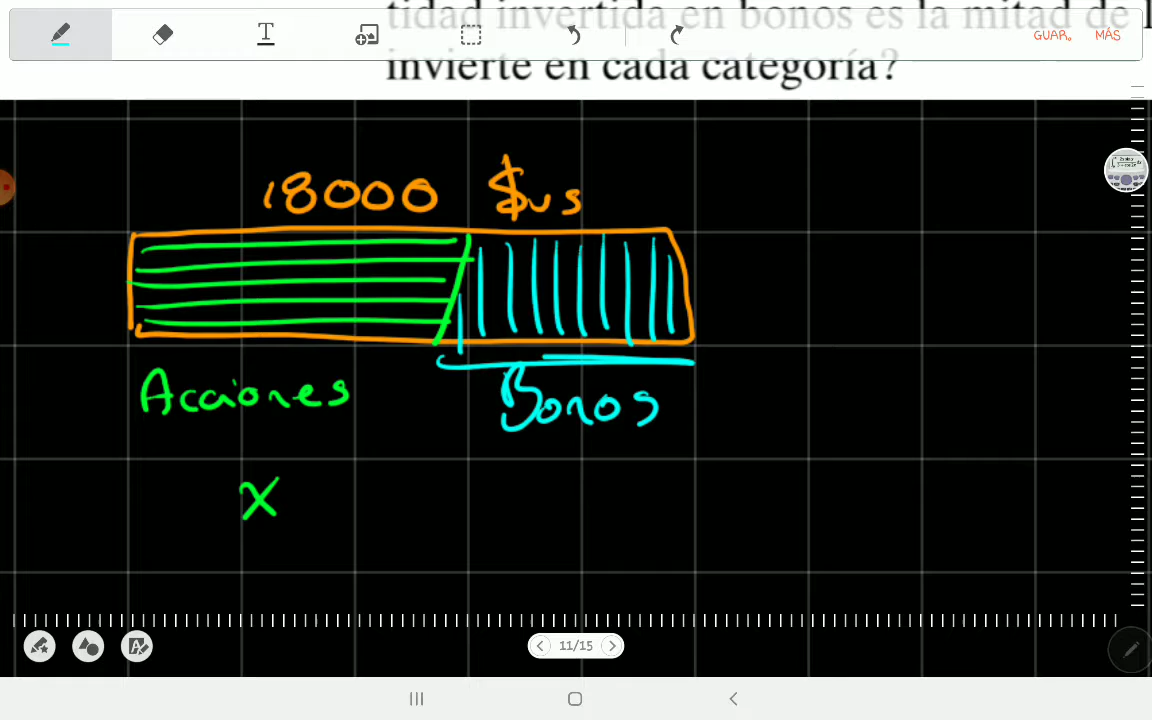 tidad invertida en bonos es la mitad de l
invierte en cada categoría?
T
GUAR.
MÁS
18000 $us
Acciones
Bonos
x
11/15